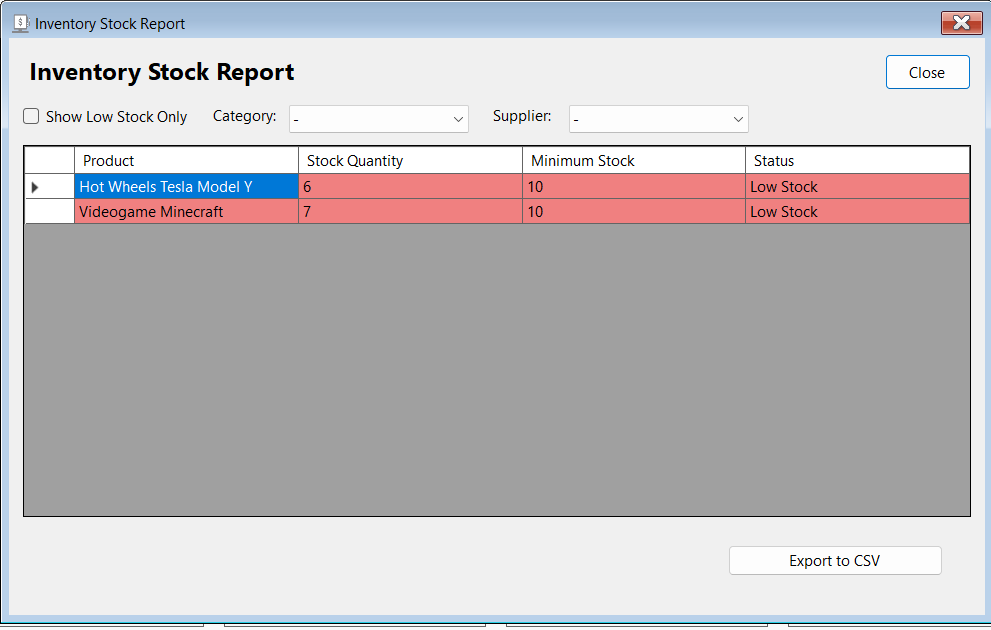 Inventory Stock Report
Inventory Stock Report
Close
Show Low Stock Only Category: - Supplier: -
Product Stock Quantity Minimum Stock Status
Hot Wheels Tesla Model Y 6 10 Low Stock
Videogame Minecraft 7 10 Low Stock
Export to CSV